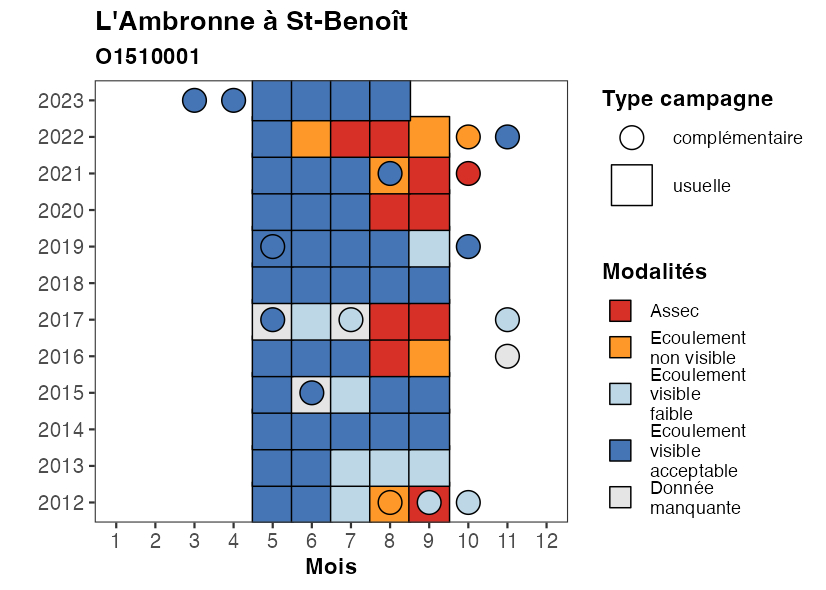 L'Ambronne à St-Benoît
O1510001
2023
2022
2021
2020
2019
2018
2017
2016
2015
2014
2013
2012
1 2 3 4 5 6 7 8 9 10 11 12
Mois
Type campagne
complémentaire
usuelle
Modalités
Assec
Ecoulement
non visible
Ecoulement
visible
faible
Ecoulement
visible
acceptable
Donnée
manquante